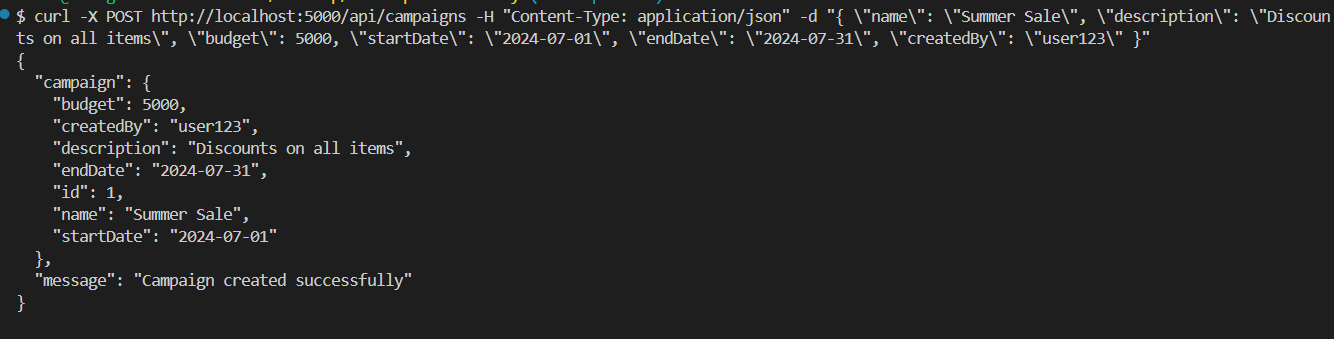 $ curl -X POST http://localhost:5000/api/campaigns -H "Content-Type: application/json" -d "{ \"name\": \"Summer Sale\", \"description\": \"Discoun
ts on all items\", \"budget\": 5000, \"startDate\": \"2024-07-01\", \"endDate\": \"2024-07-31\", \"createdBy\": \"user123\" }"
{
  "campaign": {
    "budget": 5000,
    "createdBy": "user123",
    "description": "Discounts on all items",
    "endDate": "2024-07-31",
    "id": 1,
    "name": "Summer Sale",
    "startDate": "2024-07-01"
  },
  "message": "Campaign created successfully"
}